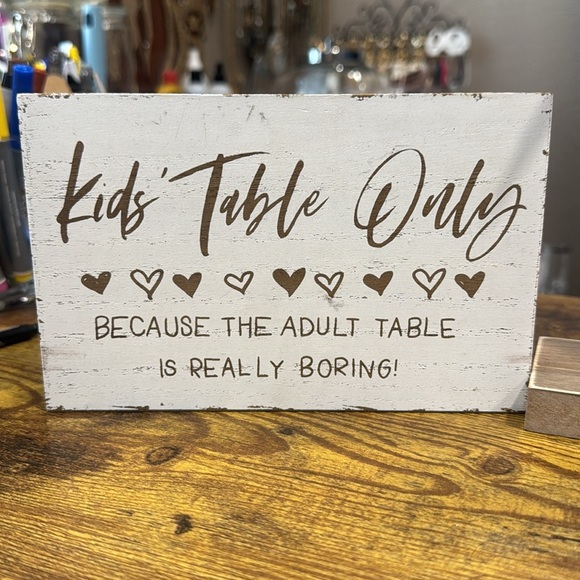 Kids' Table Only
BECAUSE THE ADULT TABLE
IS REALLY BORING!